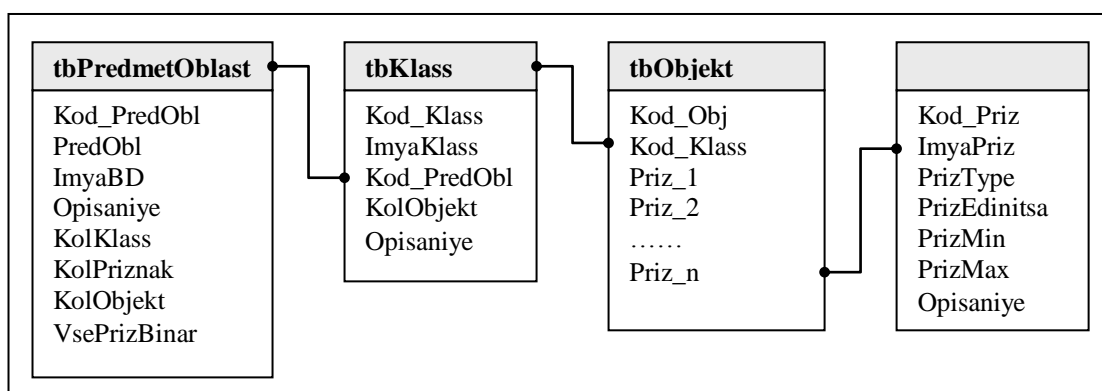 tbPredmetOblast
Kod_PredObl
PredObl
ImyaBD
Opisaniye
KolKlass
KolPriznak
KolObjekt
VsePrizBinar
tbKlass
Kod_Klass
ImyaKlass
Kod_PredObl
KolObjekt
Opisaniye
tbObjekt
Kod_Obj
Kod_Klass
Priz_1
Priz_2
……
Priz_n
Kod_Priz
ImyaPriz
PrizType
PrizEdinitsa
PrizMin
PrizMax
Opisaniye